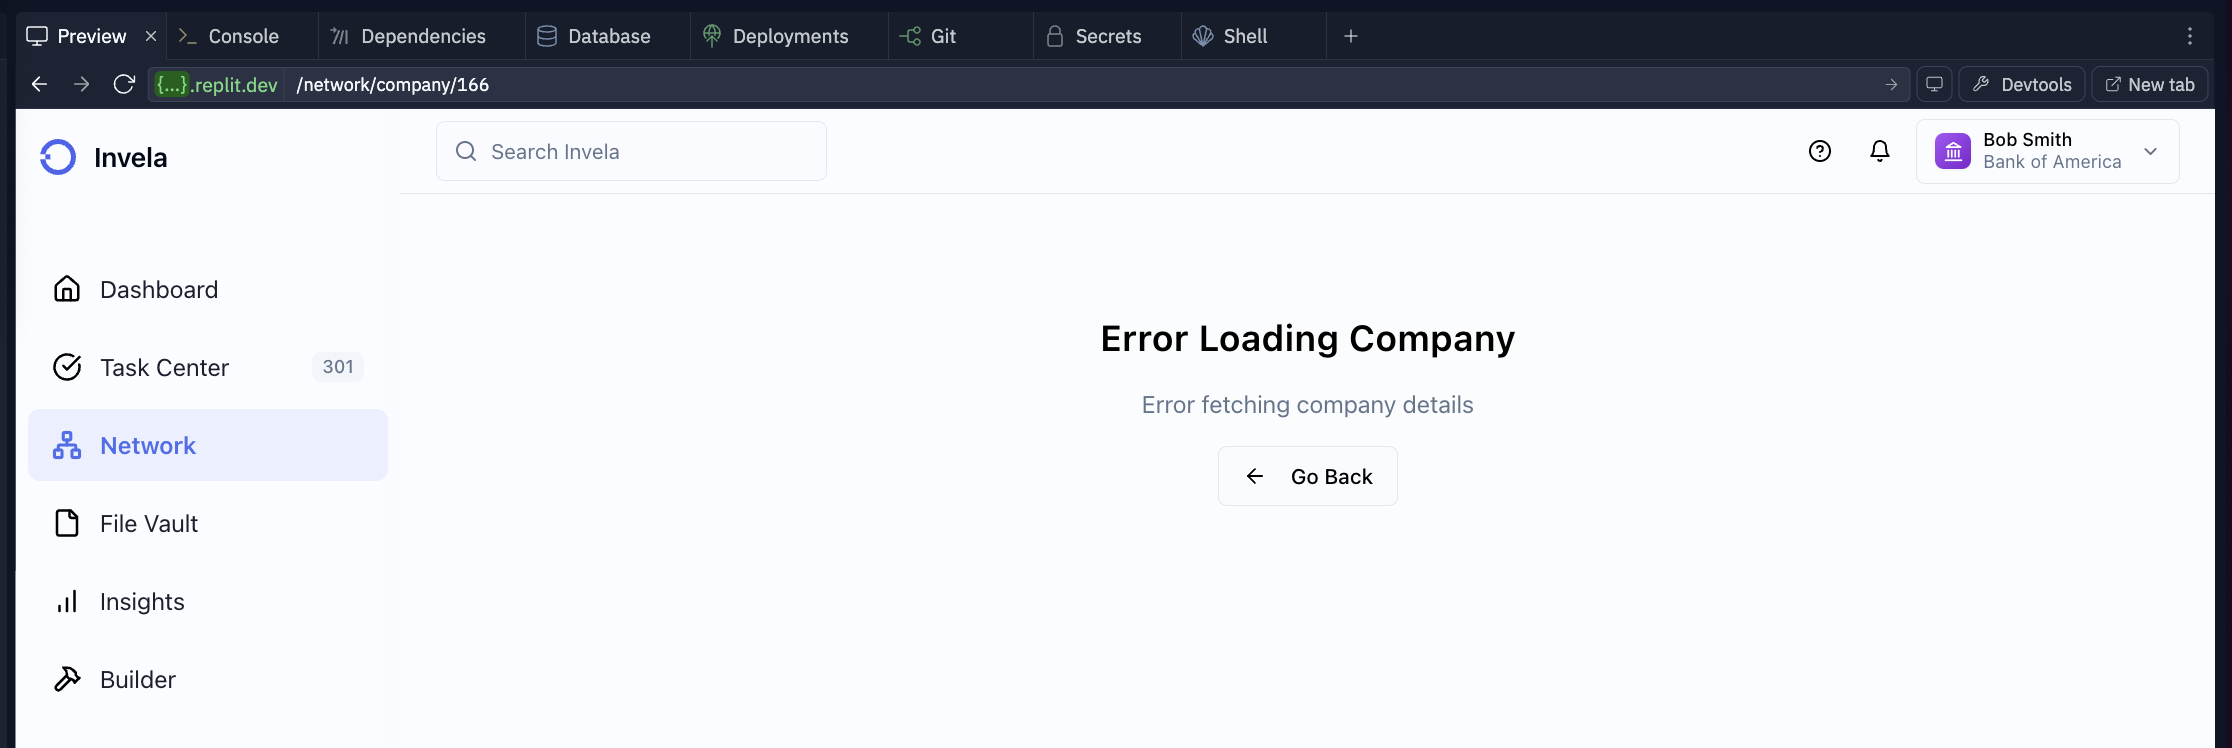 Preview
Console
Dependencies
Database
Deployments
Git
Secrets
Shell
{...}.replit.dev
/network/company/166
Devtools
New tab
Invela
Search Invela
Bob Smith
Bank of America
Dashboard
Task Center
301
Network
File Vault
Insights
Builder
Error Loading Company
Error fetching company details
Go Back